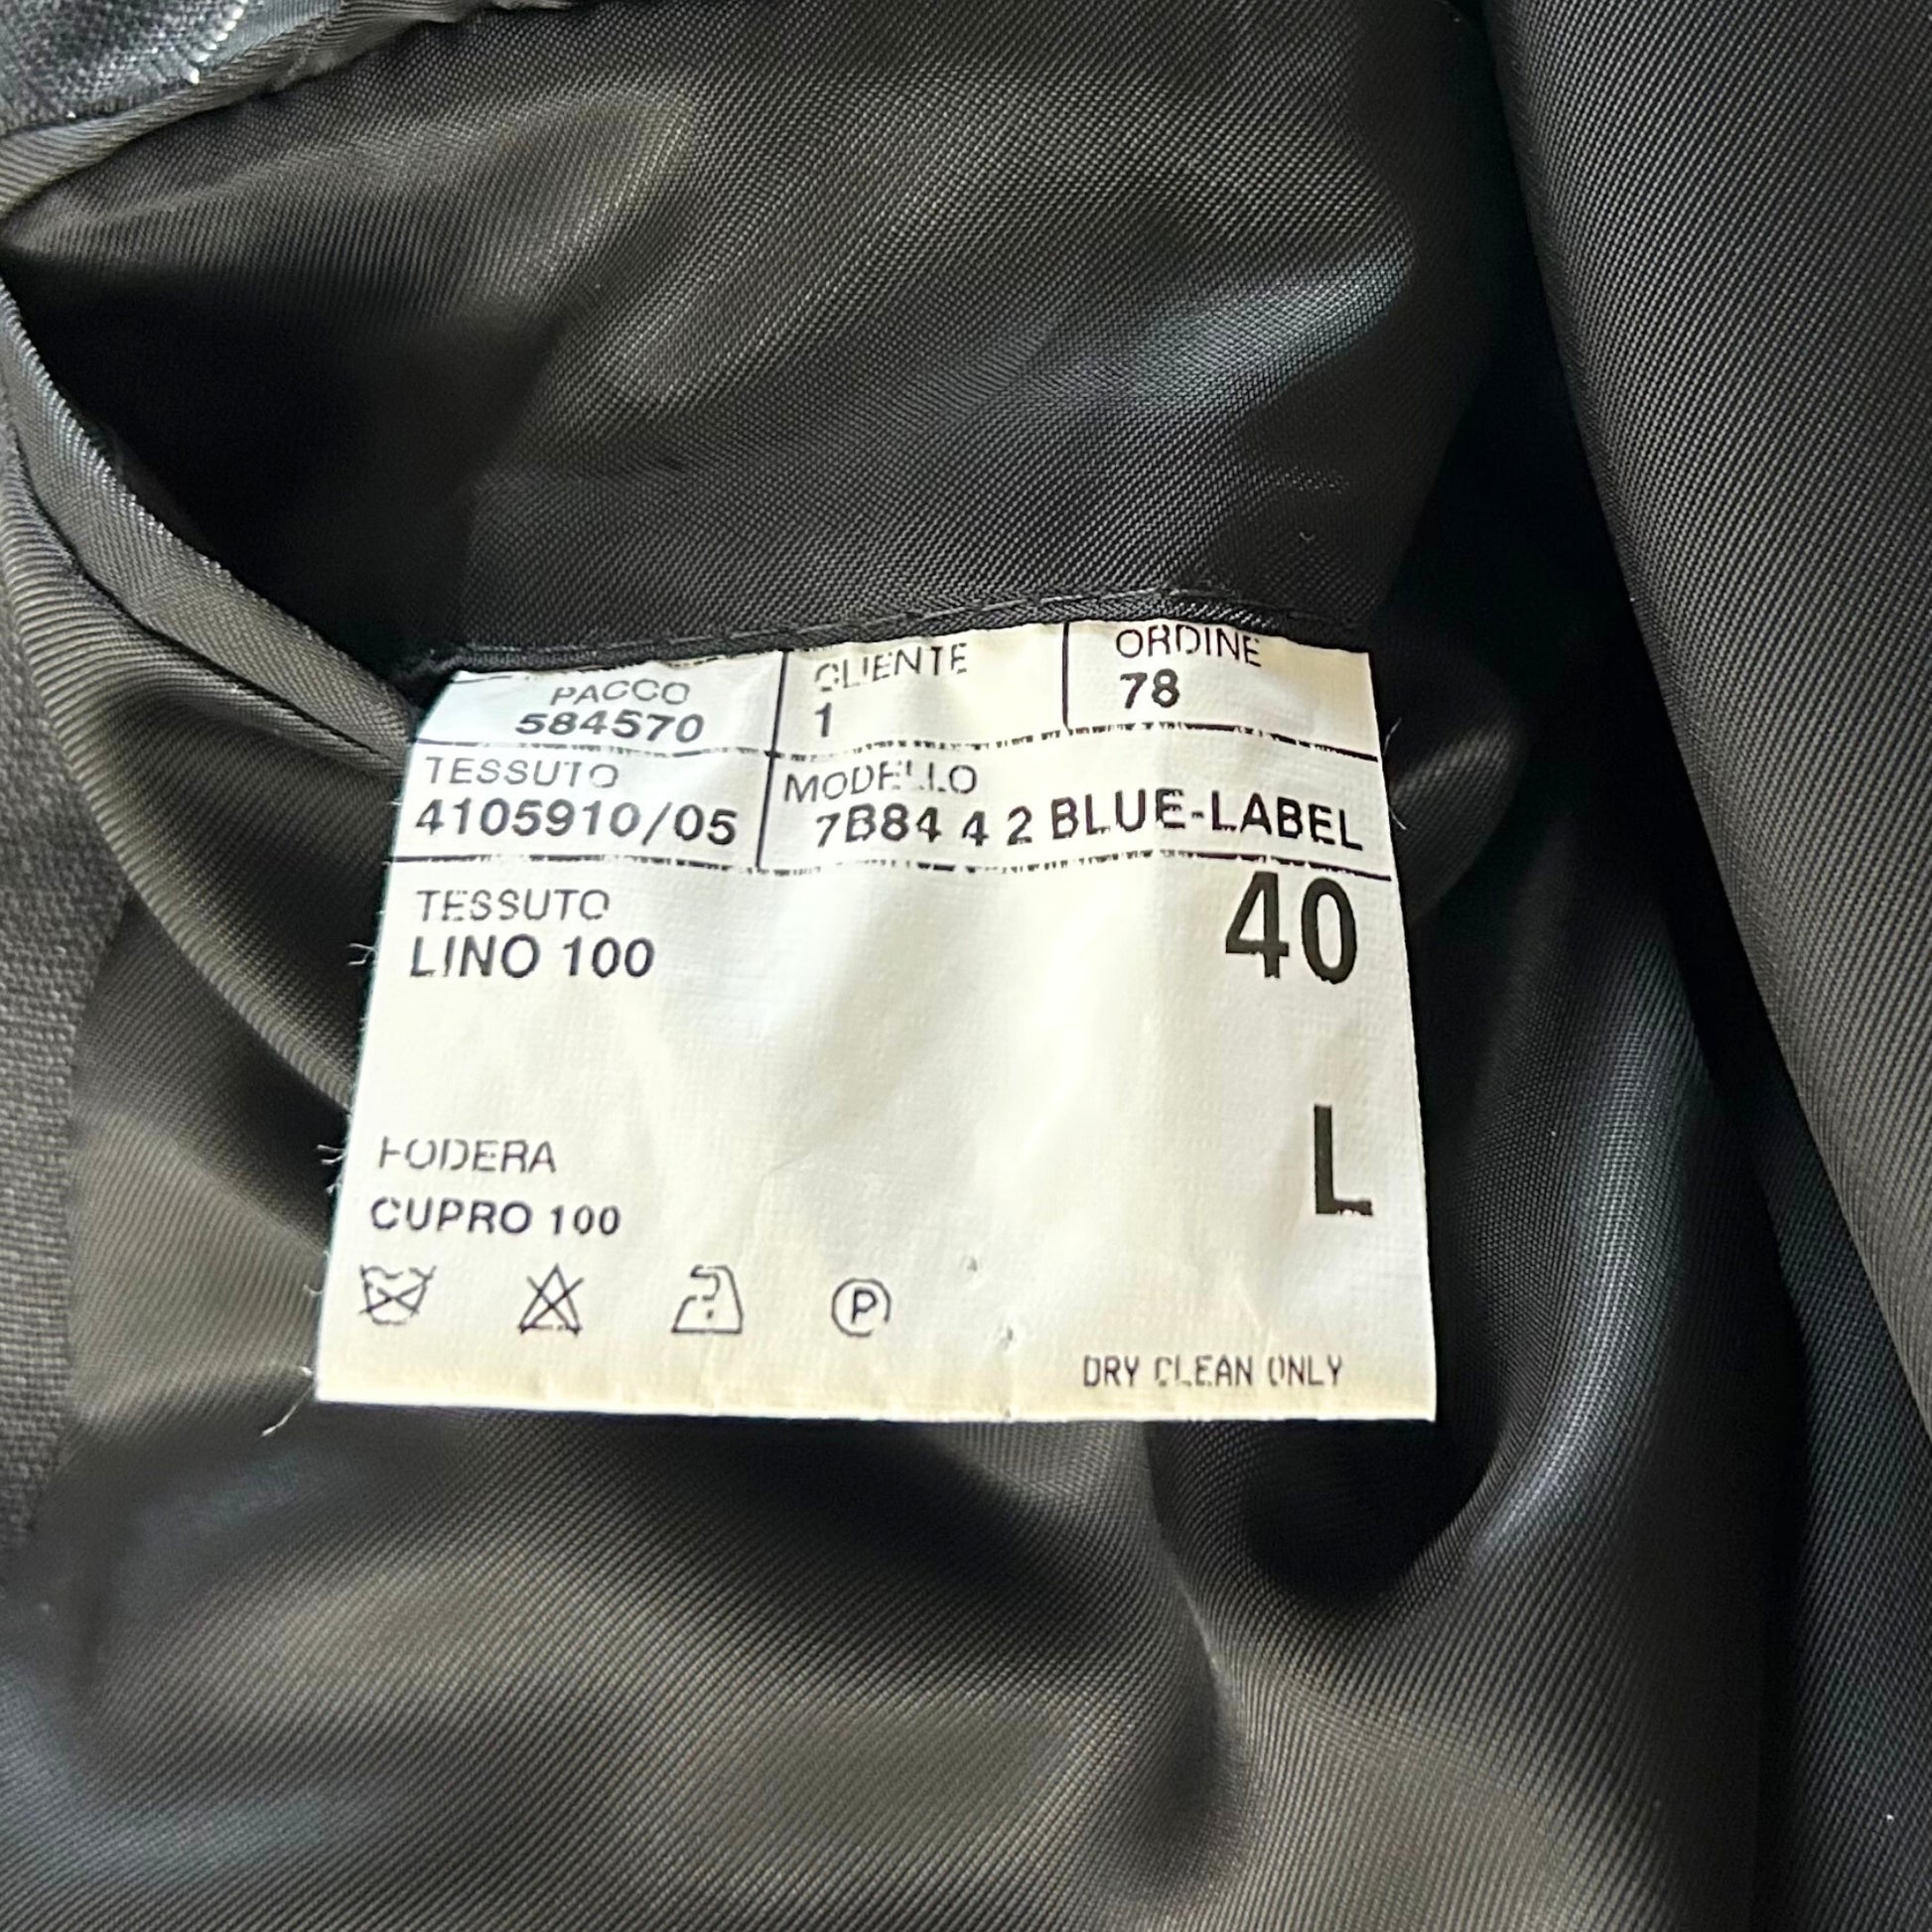 PACCO CLIENTE ORDINE
584570 1 78
TESSUTO MODELLO
4105910/05 7B84 4 2 BLUE-LABEL
TESSUTO 40
LINO 100
L
FODERA
CUPRO 100
P
DRY CLEAN ONLY